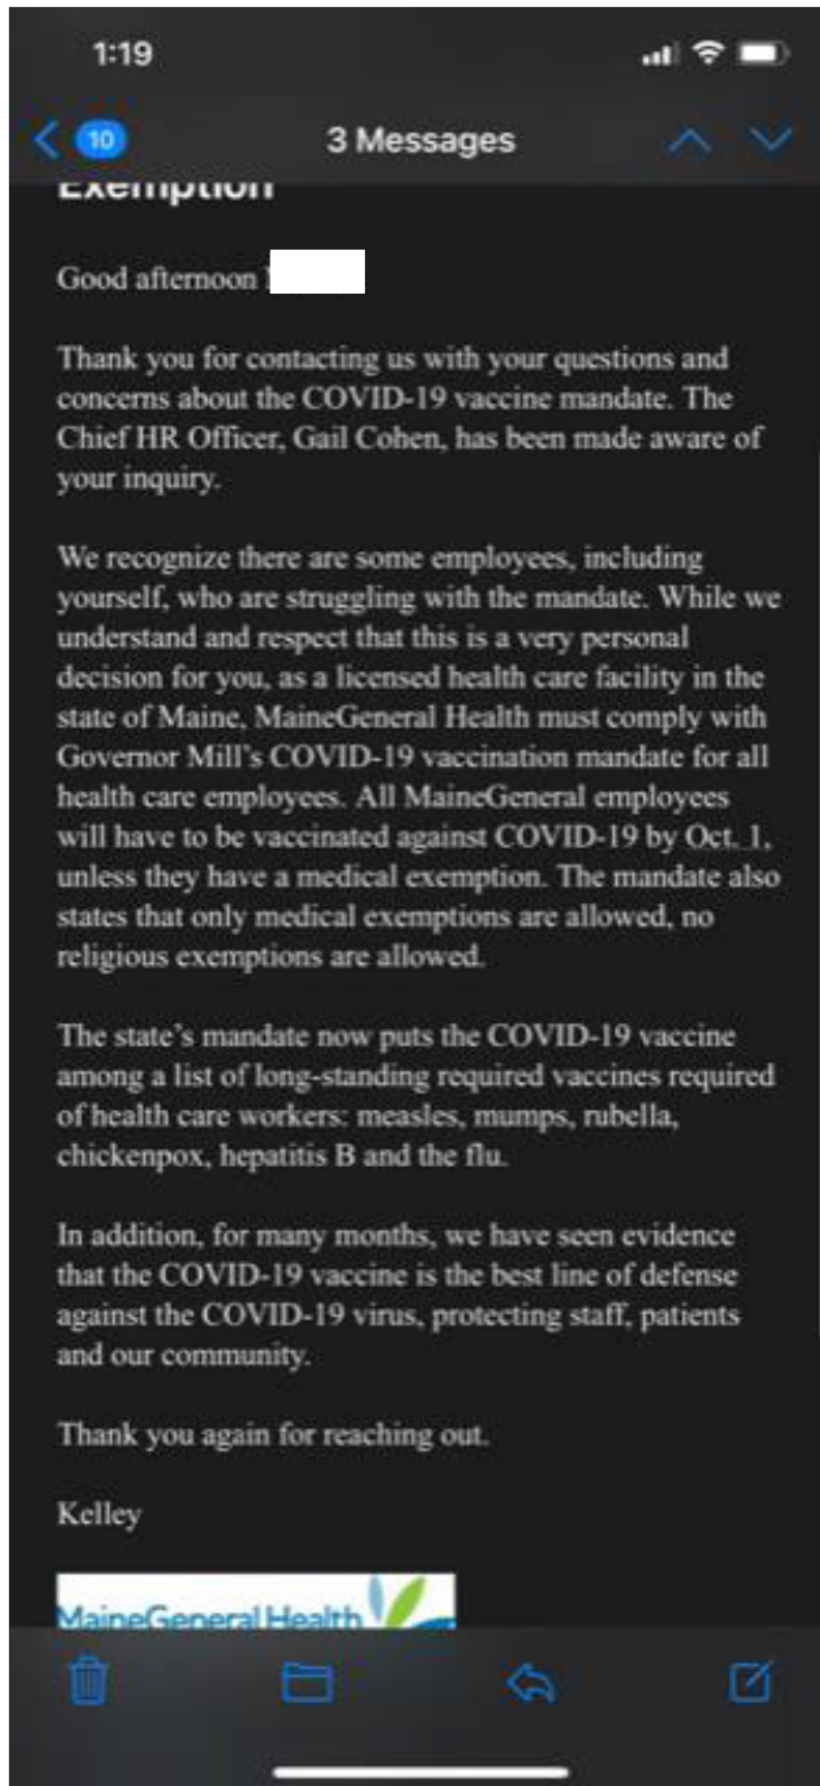 1:19
10
3 Messages
Exemption
Good afternoon
Thank you for contacting us with your questions and
concerns about the COVID-19 vaccine mandate. The
Chief HR Officer, Gail Cohen, has been made aware of
your inquiry.
We recognize there are some employees, including
yourself, who are struggling with the mandate. While we
understand and respect that this is a very personal
decision for you, as a licensed health care facility in the
state of Maine, MaineGeneral Health must comply with
Governor Mill's COVID-19 vaccination mandate for all
health care employees. All MaineGeneral employees
will have to be vaccinated against COVID-19 by Oct. 1,
unless they have a medical exemption. The mandate also
states that only medical exemptions are allowed, no
religious exemptions are allowed.
The state's mandate now puts the COVID-19 vaccine
among a list of long-standing required vaccines required
of health care workers: measles, mumps, rubella,
chickenpox, hepatitis B and the flu.
In addition, for many months, we have seen evidence
that the COVID-19 vaccine is the best line of defense
against the COVID-19 virus, protecting staff, patients
and our community.
Thank you again for reaching out.
Kelley
MaineGeneral Health